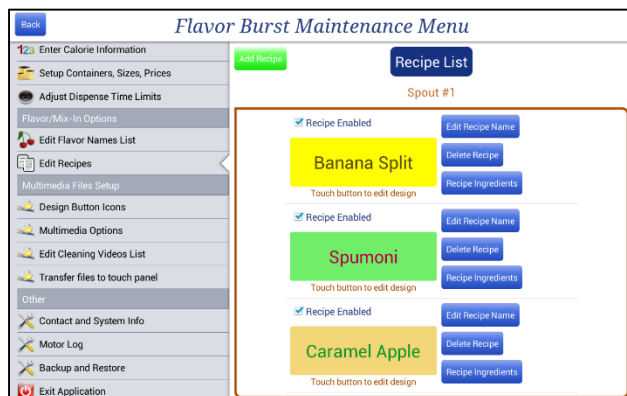 Back
Flavor Burst Maintenance Menu
123 Enter Calorie Information
Setup Containers, Sizes, Prices
Adjust Dispense Time Limits
Flavor/Mix-In Options
Edit Flavor Names List
Edit Recipes
Multimedia Files Setup
Design Button Icons
Multimedia Options
Edit Cleaning Videos List
Transfer files to touch panel
Other
Contact and System Info
Motor Log
Backup and Restore
Exit Application
Add Recipe
Recipe List
Spout #1
Recipe Enabled
Edit Recipe Name
Banana Split
Delete Recipe
Recipe Ingredients
Touch button to edit design
Recipe Enabled
Edit Recipe Name
Spumoni
Delete Recipe
Recipe Ingredients
Touch button to edit design
Recipe Enabled
Edit Recipe Name
Caramel Apple
Delete Recipe
Recipe Ingredients
Touch button to edit design